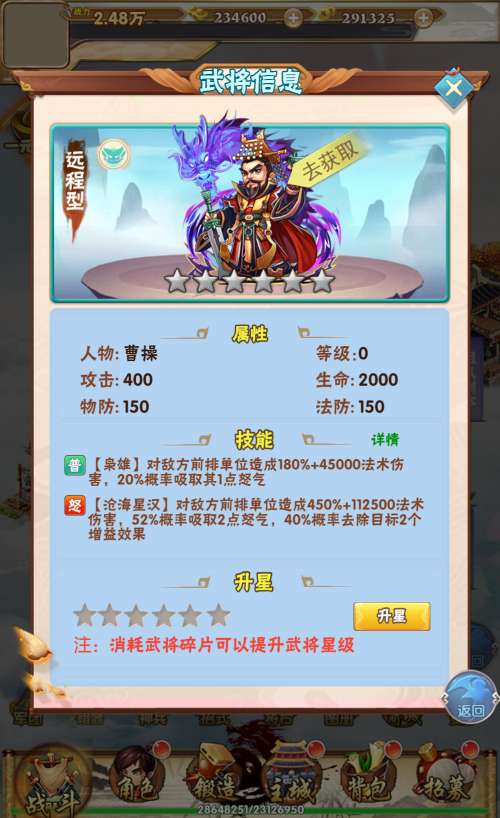 战力 2.48万
234600
291325
武将信息
远程型
去获取
属性
人物: 曹操
等级: 0
攻击: 400
生命: 2000
物防: 150
法防: 150
技能
详情
普 【枭雄】对敌方前排单位造成180%+45000法术伤
害，20%概率吸取其1点怒气
怒 【沧海星汉】对敌方前排单位造成450%+112500法术
伤害，52%概率吸取2点怒气，40%概率去除目标2个
增益效果
升星
升星
注：消耗武将碎片可以提升武将星级
返回
军团
战斗
角色
锻造
主城
背包
招募
28648251/23126950